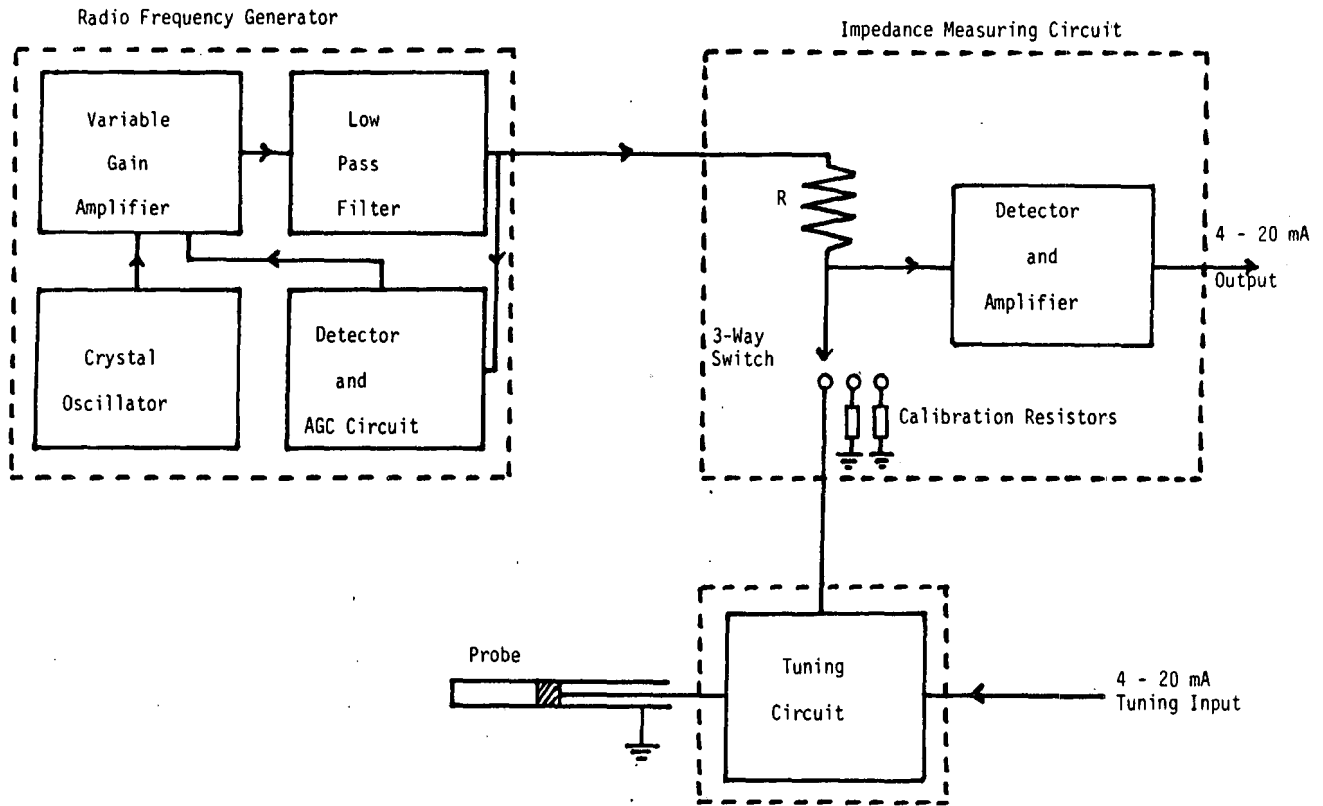 Radio Frequency Generator
Impedance Measuring Circuit
Variable
Gain
Amplifier
Low
Pass
Filter
R
Detector
and
Amplifier
4 - 20 mA
Output
Crystal
Oscillator
Detector
and
AGC Circuit
3-Way
Switch
Calibration Resistors
Probe
Tuning
Circuit
4 - 20 mA
Tuning Input